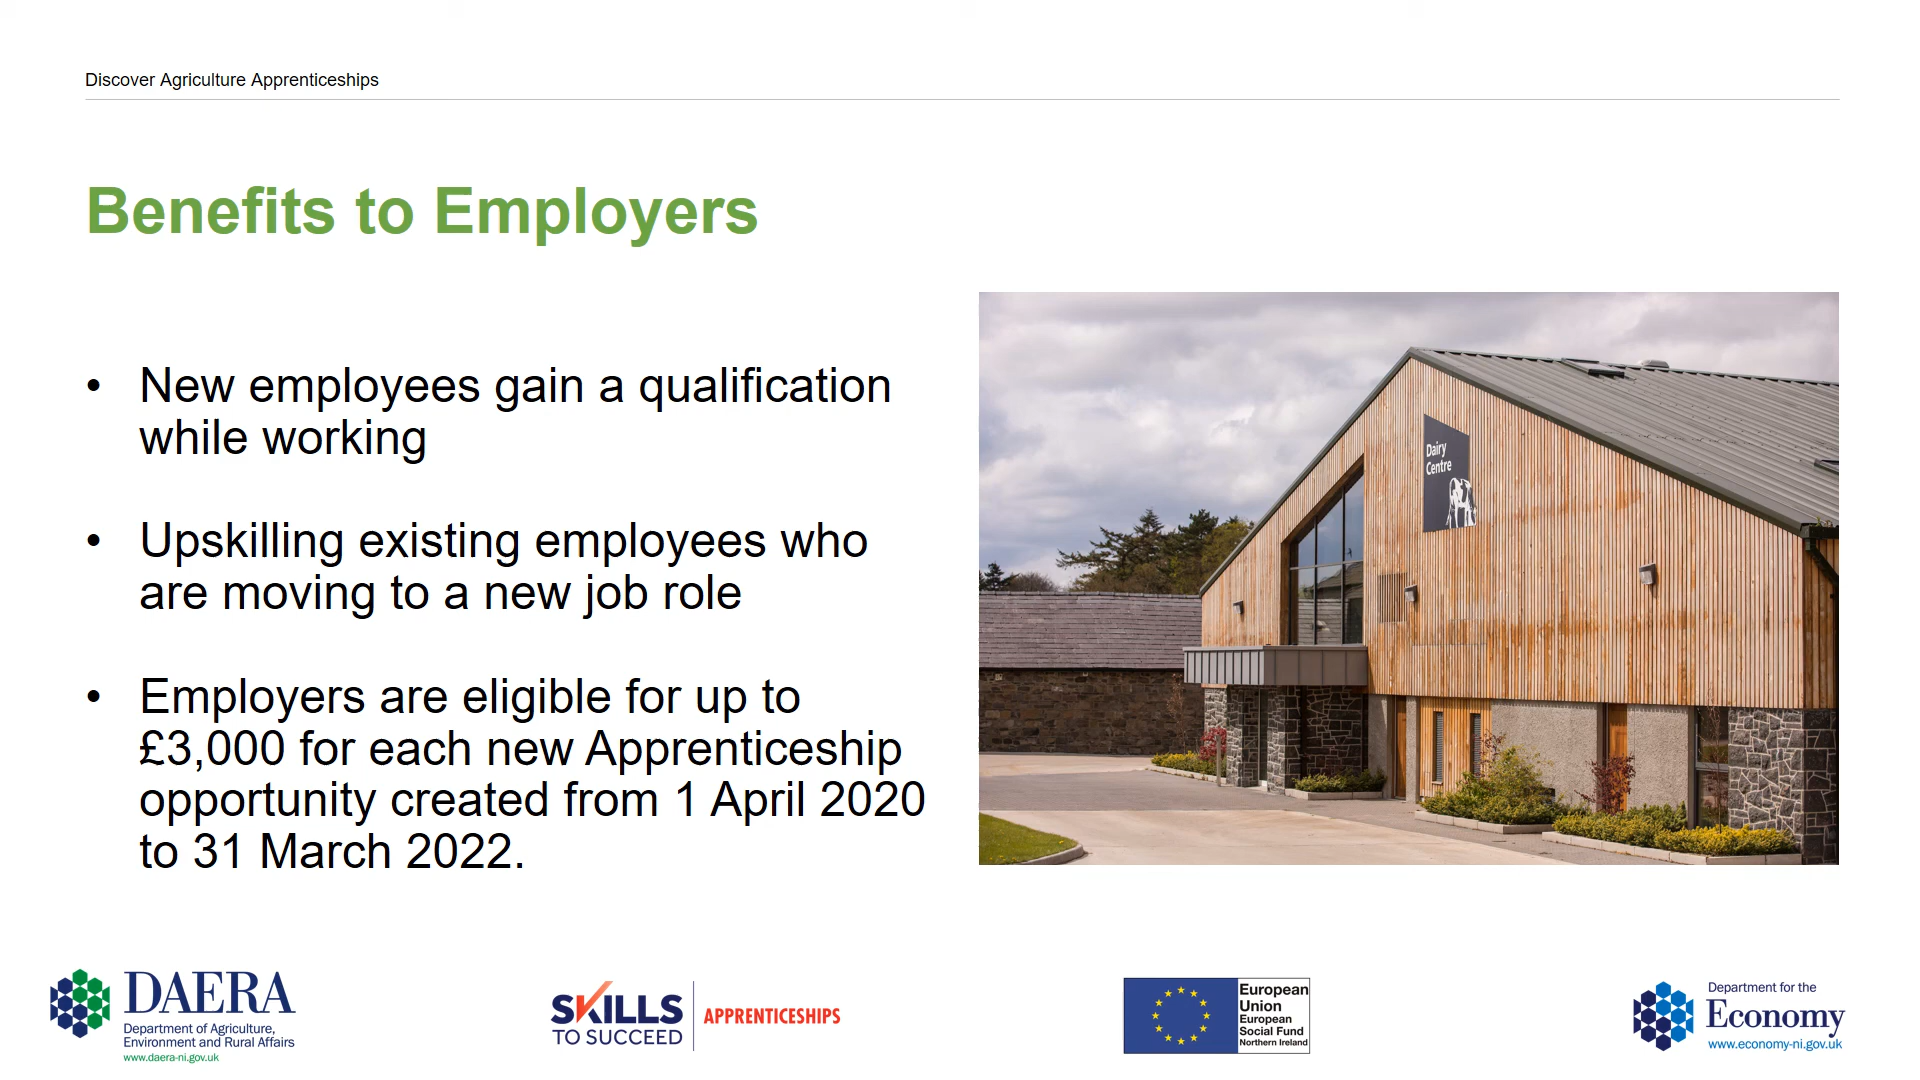 Discover Agriculture Apprenticeships
Benefits to Employers
• New employees gain a qualification
while working
• Upskilling existing employees who
are moving to a new job role
• Employers are eligible for up to
£3,000 for each new Apprenticeship
opportunity created from 1 April 2020
to 31 March 2022.
Dairy
Centre
DAERA
Department of Agriculture,
Environment and Rural Affairs
www.daera-ni.gov.uk
SKILLS
TO SUCCEED
APPRENTICESHIPS
European
Union
European
Social Fund
Northern Ireland
Department for the
Economy
www.economy-ni.gov.uk